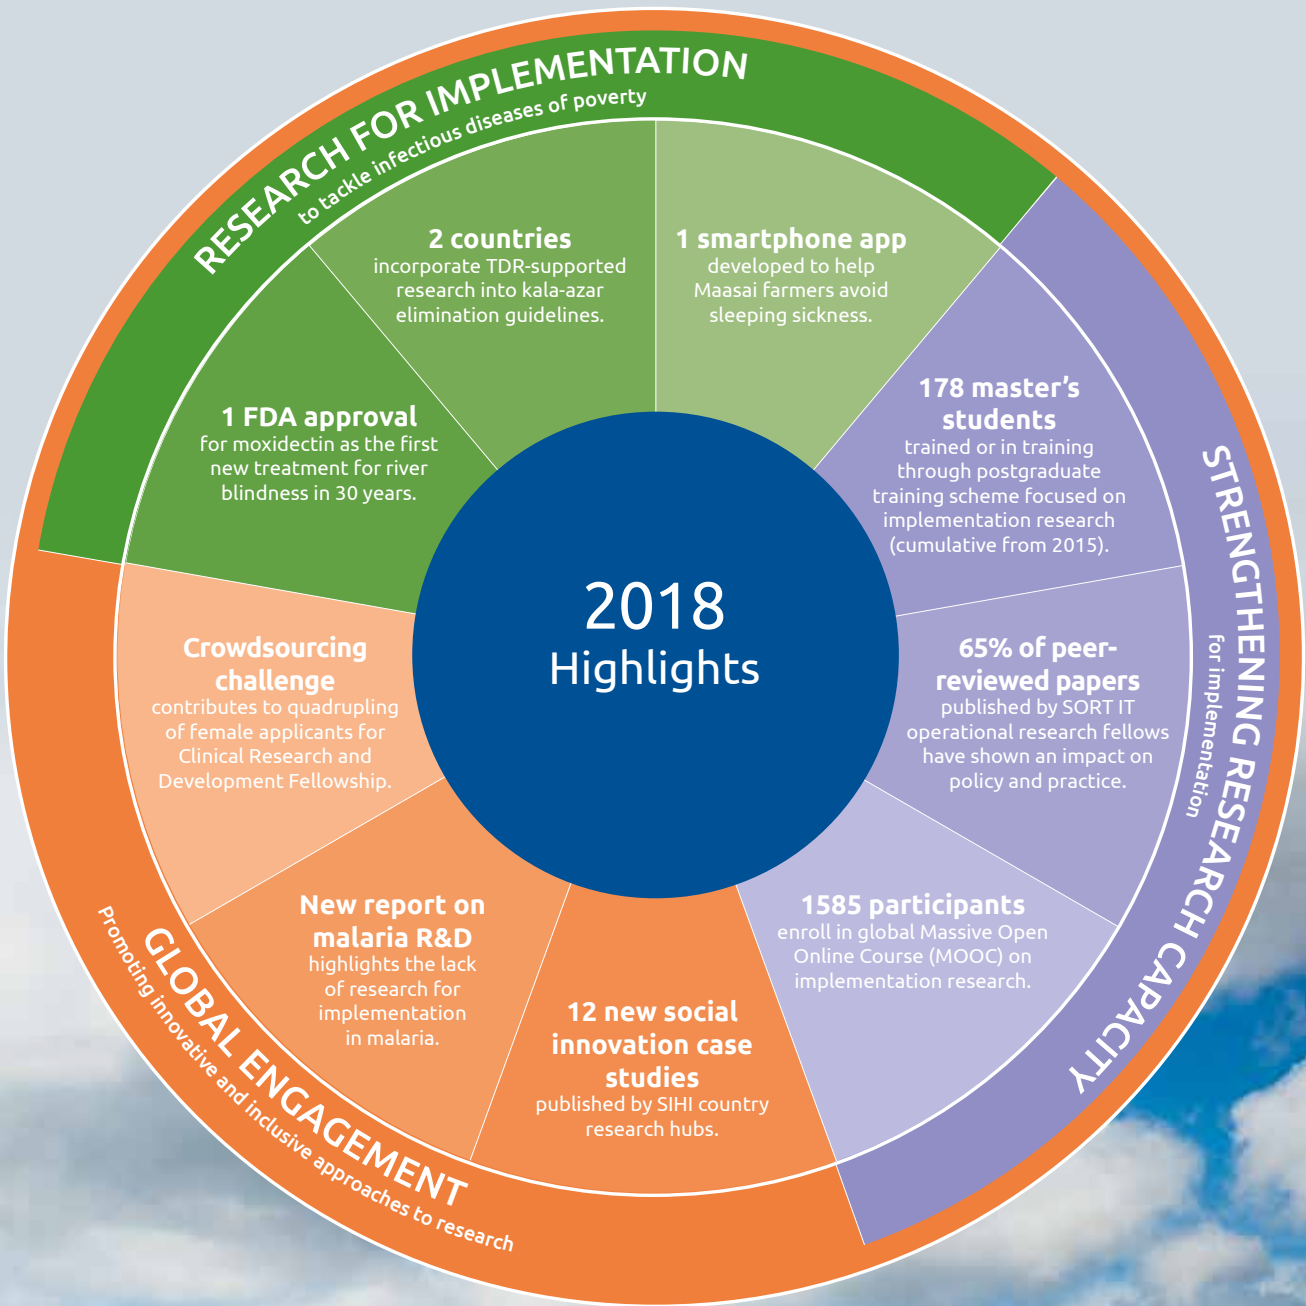 RESEARCH FOR IMPLEMENTATION
to tackle infectious diseases of poverty
2 countries
incorporate TDR-supported
research into kala-azar
elimination guidelines.
1 smartphone app
developed to help
Maasai farmers avoid
sleeping sickness.
1 FDA approval
for moxidectin as the first
new treatment for river
blindness in 30 years.
178 master’s
students
trained or in training
through postgraduate
training scheme focused on
implementation research
(cumulative from 2015).
STRENGTHENING RESEARCH CAPACITY
for implementation
2018
Highlights
Crowdsourcing
challenge
contributes to quadrupling
of female applicants for
Clinical Research and
Development Fellowship.
65% of peer-
reviewed papers
published by SORT IT
operational research fellows
have shown an impact on
policy and practice.
New report on
malaria R&D
highlights the lack
of research for
implementation
in malaria.
12 new social
innovation case
studies
published by SIHI country
research hubs.
1585 participants
enroll in global Massive Open
Online Course (MOOC) on
implementation research.
GLOBAL ENGAGEMENT
Promoting innovative and inclusive approaches to research